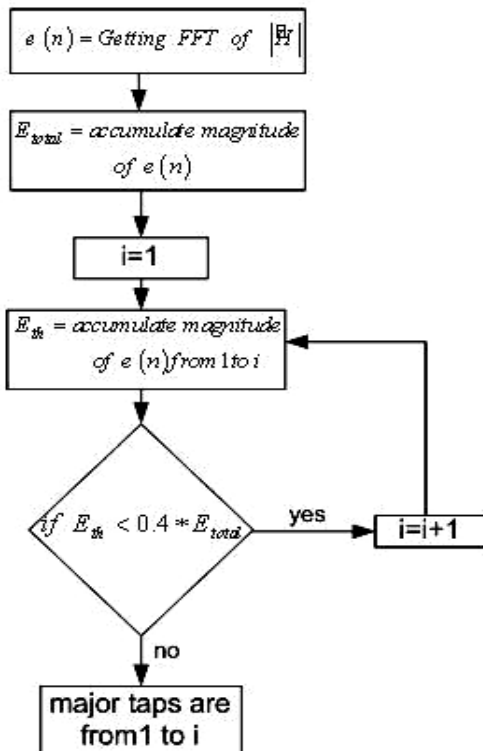 e (n) = Getting FFT of |H|
E_total = accumulate magnitude
of e(n)
i=1
E_th = accumulate magnitude
of e(n) from 1 to i
if E_th < 0.4 * E_total
yes
i=i+1
no
major taps are
from1 to i